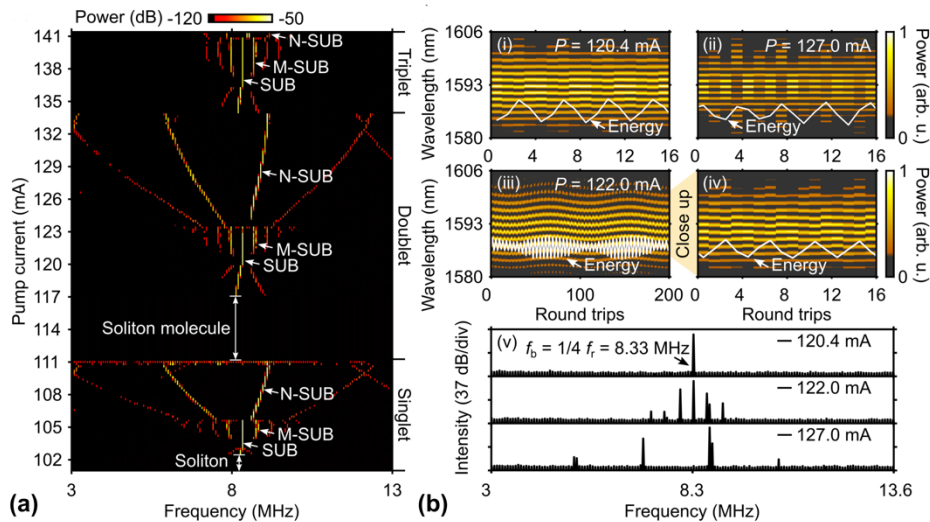 Power (dB) -120 -50
141
138
135
132
129
126
123
120
117
114
111
108
105
102
Pump current (mA)
N-SUB
M-SUB
SUB
Triplet
N-SUB
M-SUB
SUB
Doublet
Soliton molecule
N-SUB
M-SUB
SUB
Soliton
Singlet
3 8 13
Frequency (MHz)
(a)
Wavelength (nm)
1606
1593
1580
(i) P = 120.4 mA
Energy
0 4 8 12 16
(ii) P = 127.0 mA
Energy
0 4 8 12 16
1
0
Power (arb. u.)
Wavelength (nm)
1606
1593
1580
(iii) P = 122.0 mA
Energy
0 100 200
Round trips
Close up
(iv)
Energy
0 4 8 12 16
Round trips
1
0
Power (arb. u.)
Intensity (37 dB/div)
(v) fb = 1/4 fr = 8.33 MHz
120.4 mA
122.0 mA
127.0 mA
3 8.3 13.6
Frequency (MHz)
(b)